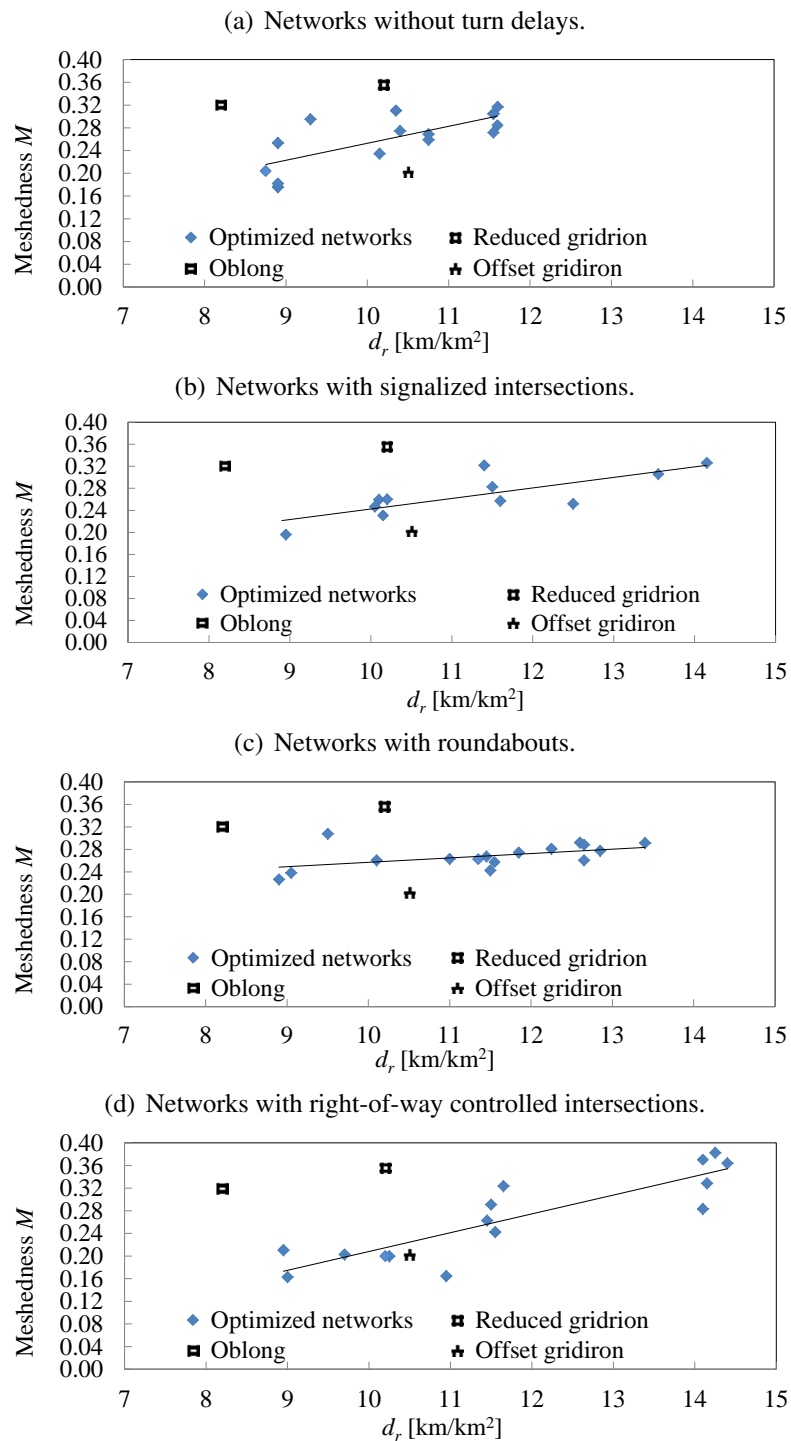 (a) Networks without turn delays.
0.40
0.36
0.32
0.28
0.24
0.20
0.16
0.12
0.08
0.04
0.00
Meshedness M
Optimized networks
Reduced gridrion
Oblong
Offset gridiron
7 8 9 10 11 12 13 14 15
dr [km/km²]
(b) Networks with signalized intersections.
0.40
0.36
0.32
0.28
0.24
0.20
0.16
0.12
0.08
0.04
0.00
Meshedness M
Optimized networks
Reduced gridrion
Oblong
Offset gridiron
7 8 9 10 11 12 13 14 15
dr [km/km²]
(c) Networks with roundabouts.
0.40
0.36
0.32
0.28
0.24
0.20
0.16
0.12
0.08
0.04
0.00
Meshedness M
Optimized networks
Reduced gridrion
Oblong
Offset gridiron
7 8 9 10 11 12 13 14 15
dr [km/km²]
(d) Networks with right-of-way controlled intersections.
0.40
0.36
0.32
0.28
0.24
0.20
0.16
0.12
0.08
0.04
0.00
Meshedness M
Optimized networks
Reduced gridrion
Oblong
Offset gridiron
7 8 9 10 11 12 13 14 15
dr [km/km²]